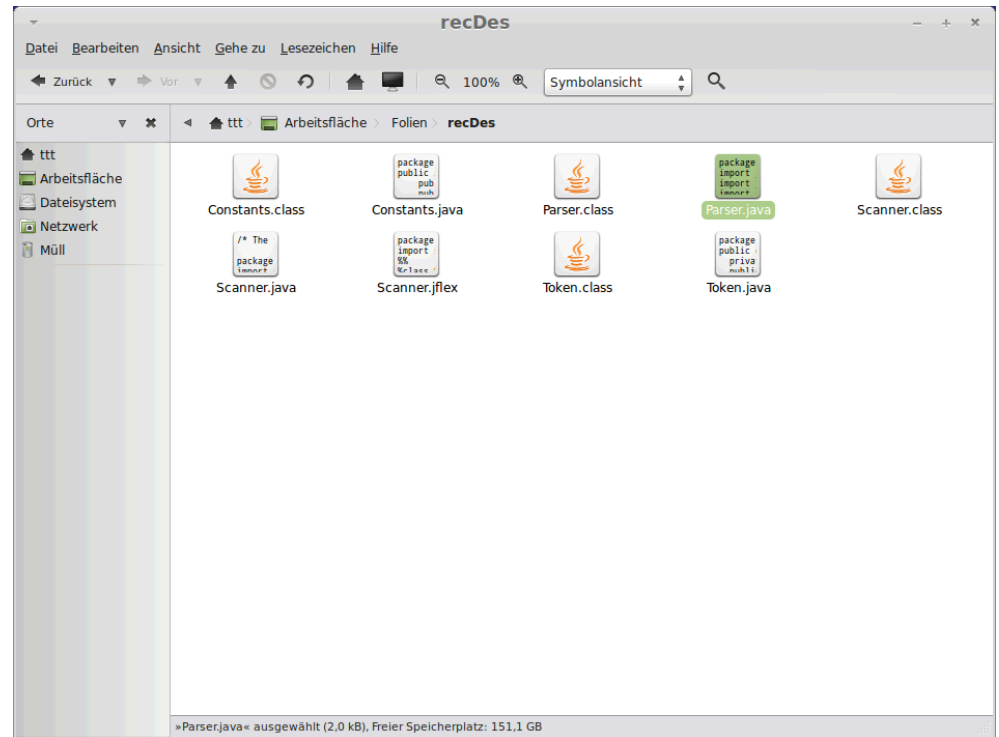 recDes
Datei Bearbeiten Ansicht Gehe zu Lesezeichen Hilfe
Zurück Vor 100% Symbolansicht
Orte ttt Arbeitsfläche Folien recDes
ttt
Arbeitsfläche
Dateisystem
Netzwerk
Müll
package
public
pub
package
import
import
Constants.class Constants.java Parser.class Parser.java Scanner.class
/* The
package
import
package
import
%%
%class
package
public
priva
publi
Scanner.java Scanner.jflex Token.class Token.java
»Parser.java« ausgewählt (2,0 kB), Freier Speicherplatz: 151,1 GB